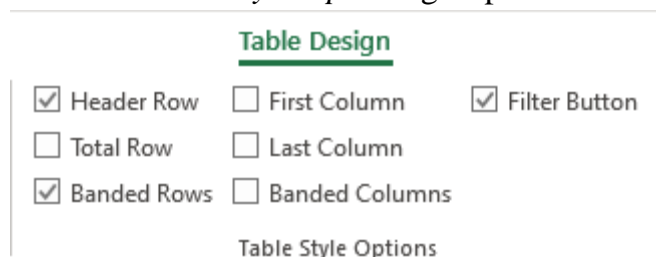 Table Design
Header Row First Column Filter Button
Total Row Last Column
Banded Rows Banded Columns
Table Style Options